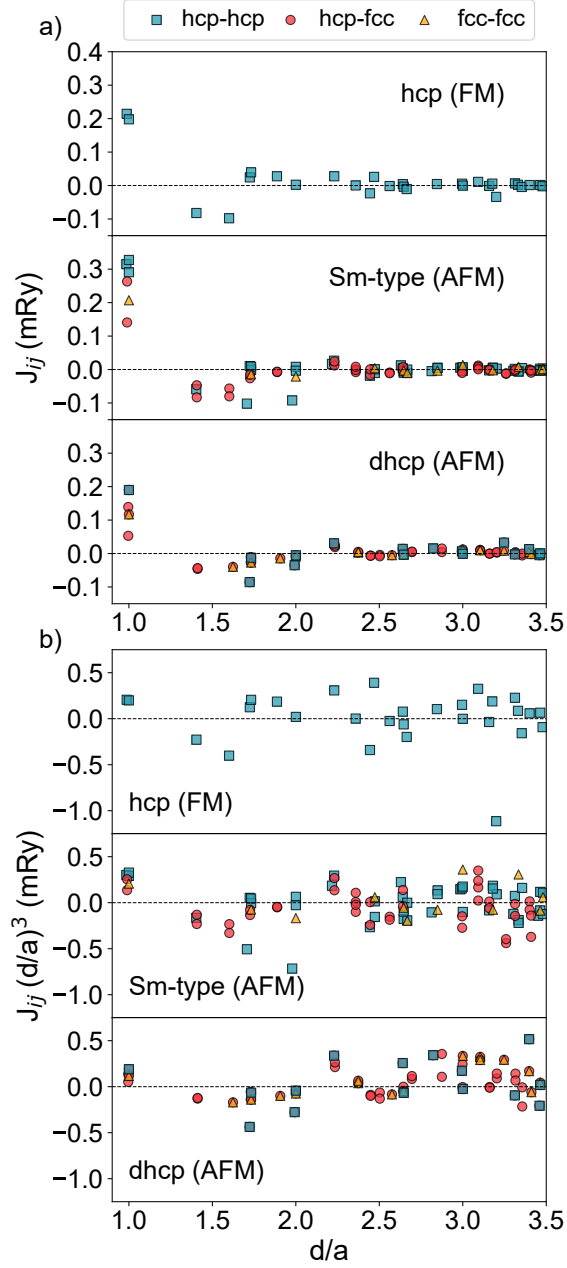 hcp-hcp hcp-fcc fcc-fcc
a)
0.4
0.3
0.2
0.1
0.0
−0.1
hcp (FM)
0.3
0.2
0.1
0.0
−0.1
Sm-type (AFM)
J_{ij} (mRy)
0.3
0.2
0.1
0.0
−0.1
dhcp (AFM)
1.0 1.5 2.0 2.5 3.0 3.5
b)
0.5
0.0
−0.5
−1.0
hcp (FM)
0.5
0.0
−0.5
−1.0
Sm-type (AFM)
J_{ij} (d/a)^3 (mRy)
0.5
0.0
−0.5
−1.0
dhcp (AFM)
1.0 1.5 2.0 2.5 3.0 3.5
d/a